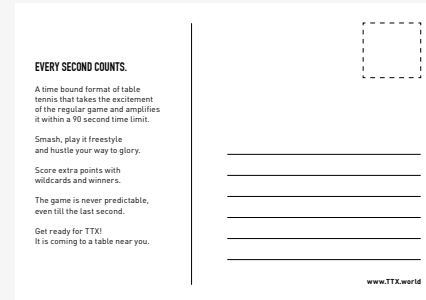 EVERY SECOND COUNTS.
A time bound format of table
tennis that takes the excitement
of the regular game and amplifies
it within a 90 second time limit.
Smash, play it freestyle
and hustle your way to glory.
Score extra points with
wildcards and winners.
The game is never predictable,
even till the last second.
Get ready for TTX!
It is coming to a table near you.
www.TTX.world